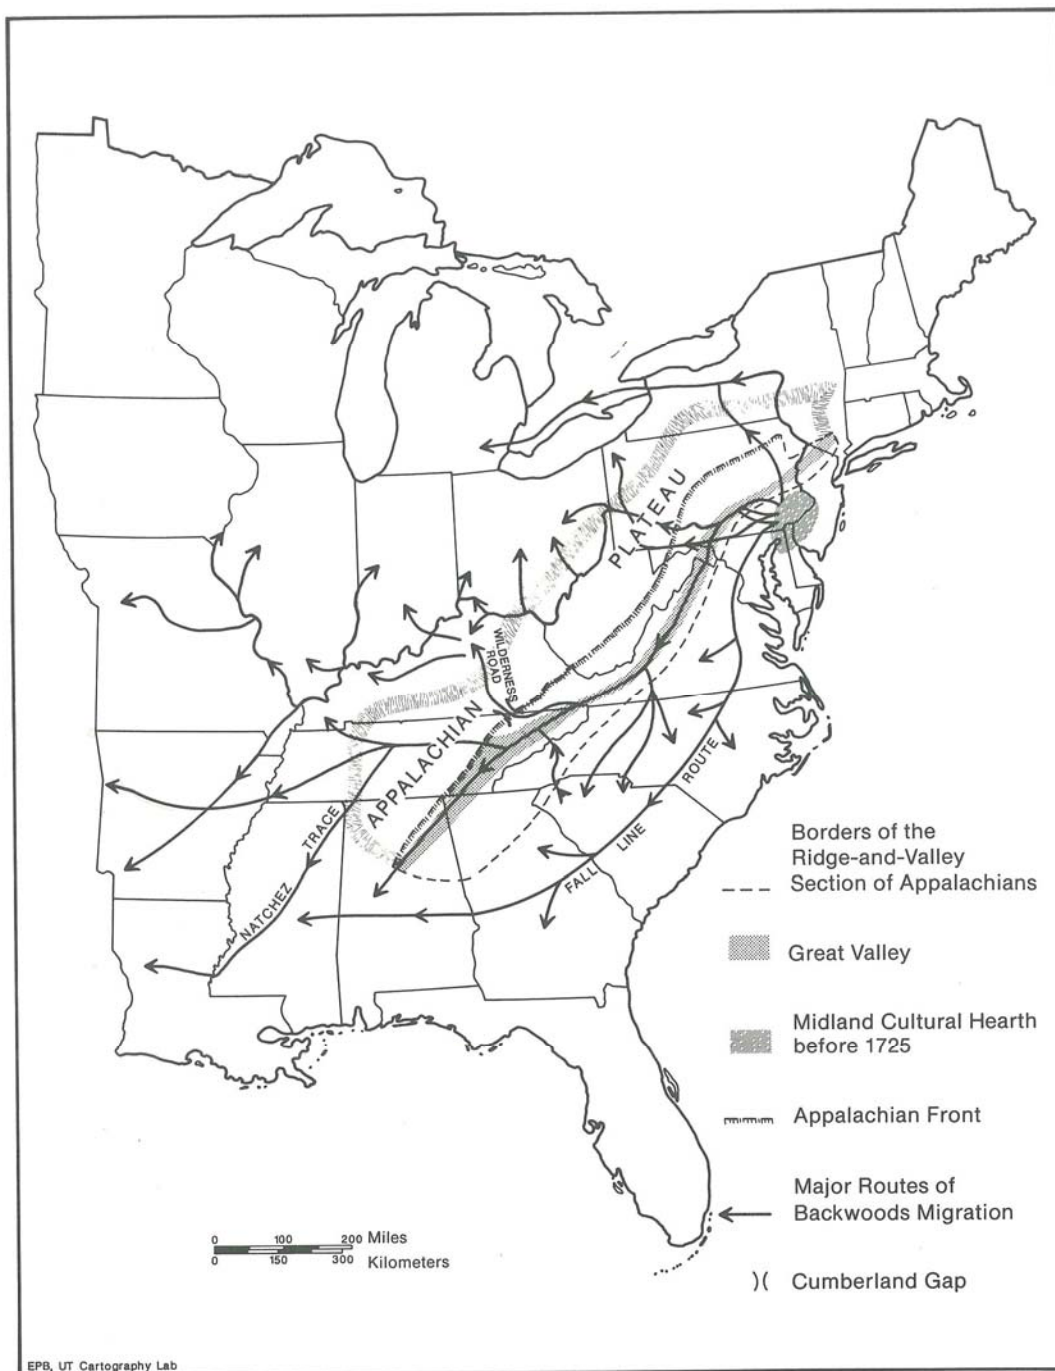 PLATEAU
WILDERNESS
ROAD
APPALACHIAN
NATCHEZ TRACE
FALL LINE ROUTE
Borders of the
Ridge-and-Valley
Section of Appalachians
Great Valley
Midland Cultural Hearth
before 1725
Appalachian Front
Major Routes of
Backwoods Migration
)( Cumberland Gap
0 100 200 Miles
0 150 300 Kilometers
EPB, UT Cartography Lab